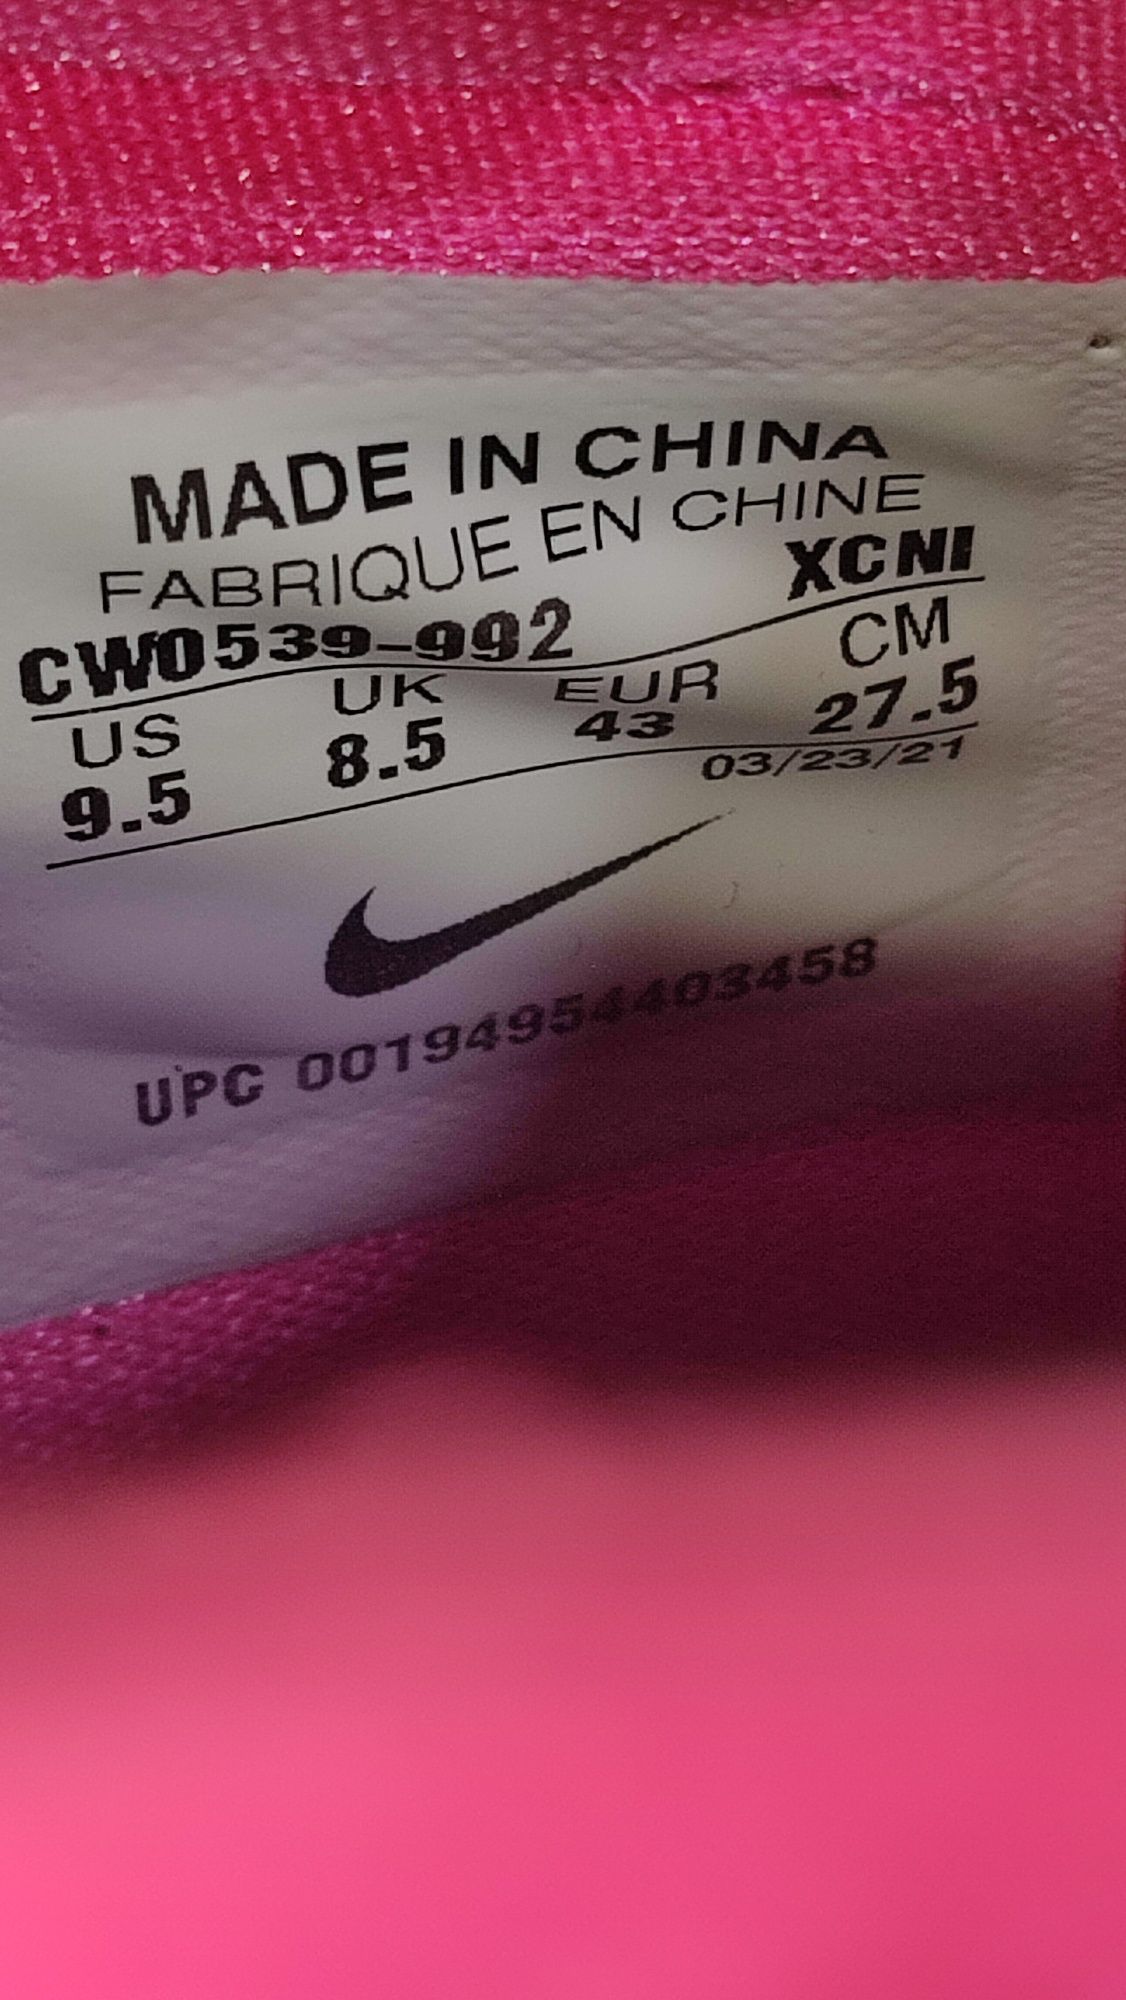 MADE IN CHINA
FABRIQUE EN CHINE
CW0539-992 XCNI
US UK EUR CM
9.5 8.5 43 27.5
03/23/21
UPC 00194954403458